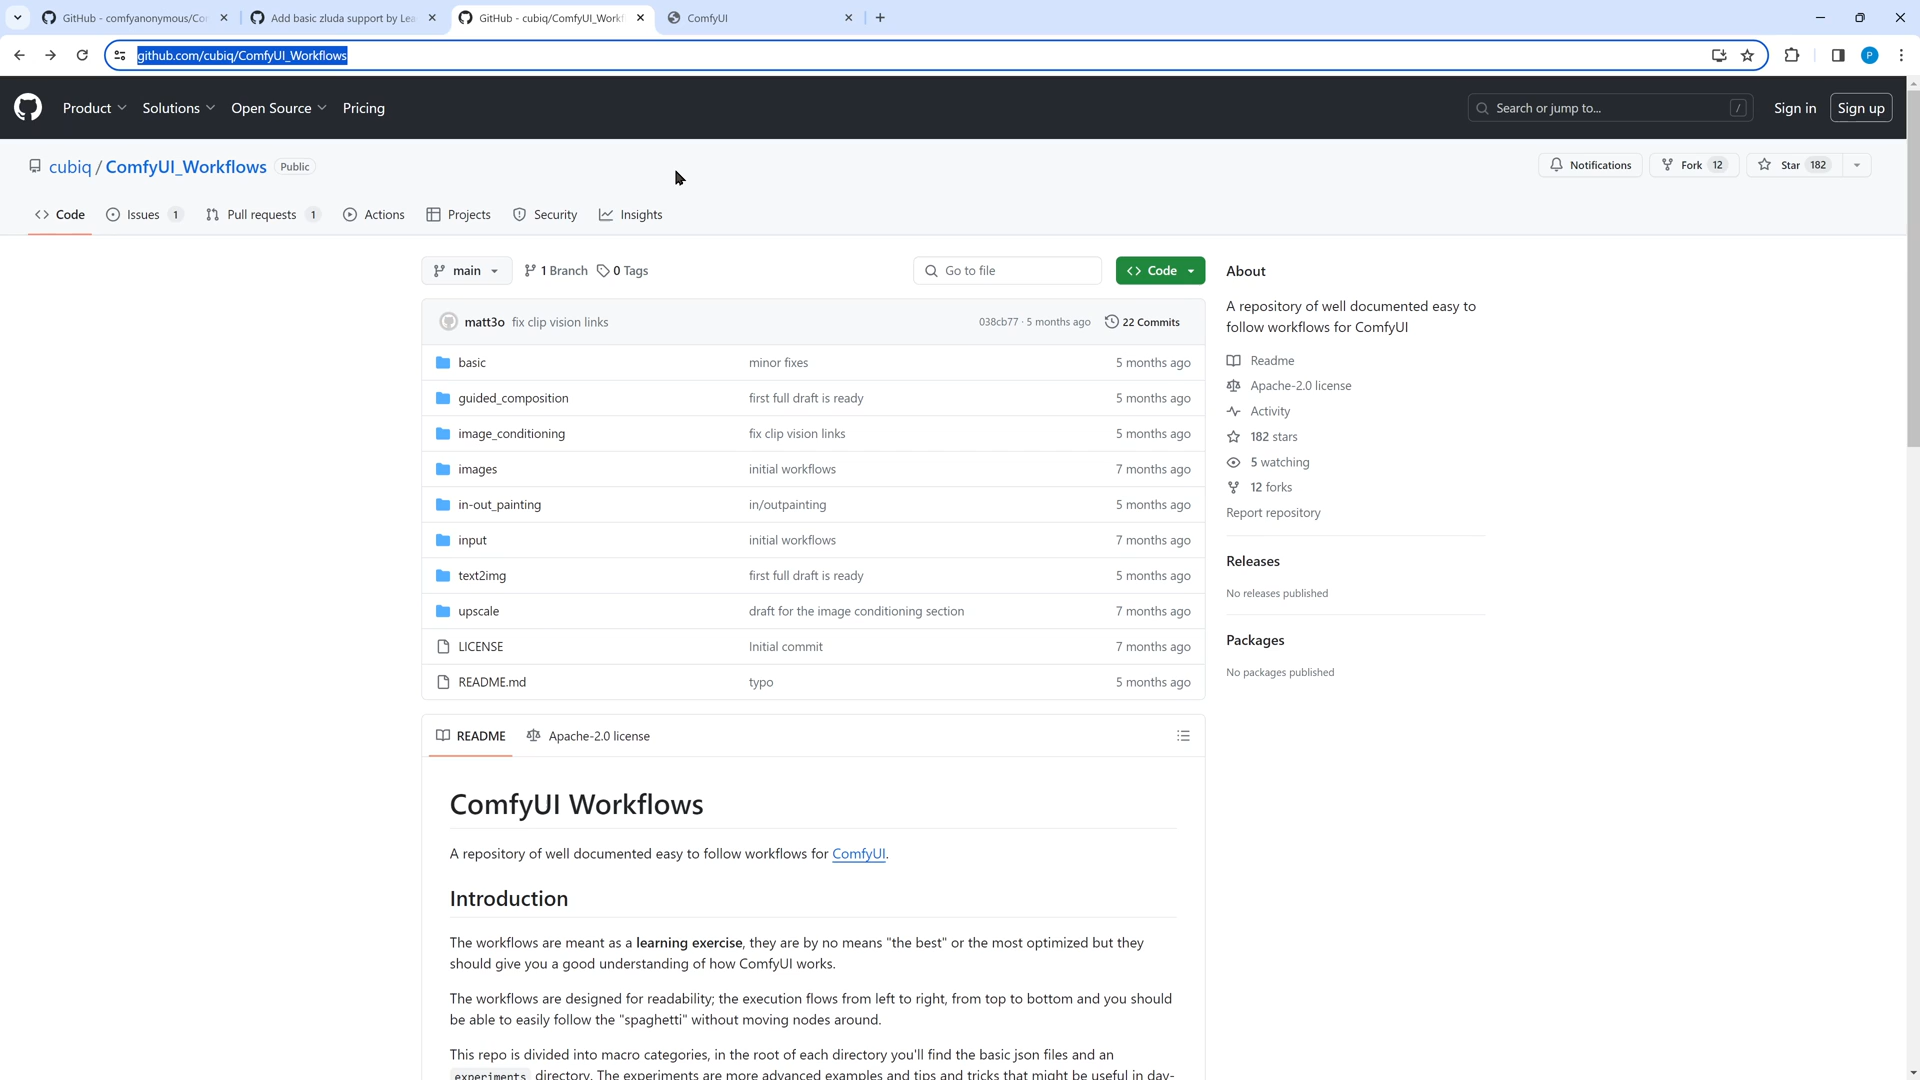 GitHub - comfyanonymous/Co
Add basic zluda support by Lea
GitHub - cubiq/ComfyUI_Workf
ComfyUI
github.com/cubiq/ComfyUI_Workflows
P
Product
Solutions
Open Source
Pricing
Search or jump to...
/
Sign in
Sign up
cubiq / ComfyUI_Workflows
Public
Notifications
Fork 12
Star 182
Code
Issues 1
Pull requests 1
Actions
Projects
Security
Insights
main
1 Branch
0 Tags
Go to file
Code
matt3o fix clip vision links 038cb77 · 5 months ago 22 Commits
basic minor fixes 5 months ago
guided_composition first full draft is ready 5 months ago
image_conditioning fix clip vision links 5 months ago
images initial workflows 7 months ago
in-out_painting in/outpainting 5 months ago
input initial workflows 7 months ago
text2img first full draft is ready 5 months ago
upscale draft for the image conditioning section 7 months ago
LICENSE Initial commit 7 months ago
README.md typo 5 months ago
About
A repository of well documented easy to
follow workflows for ComfyUI
Readme
Apache-2.0 license
Activity
182 stars
5 watching
12 forks
Report repository
Releases
No releases published
Packages
No packages published
README
Apache-2.0 license
ComfyUI Workflows
A repository of well documented easy to follow workflows for ComfyUI.
Introduction
The workflows are meant as a learning exercise, they are by no means "the best" or the most optimized but they
should give you a good understanding of how ComfyUI works.
The workflows are designed for readability; the execution flows from left to right, from top to bottom and you should
be able to easily follow the "spaghetti" without moving nodes around.
This repo is divided into macro categories, in the root of each directory you'll find the basic json files and an
experiments directory. The experiments are more advanced examples and tips and tricks that might be useful in day-